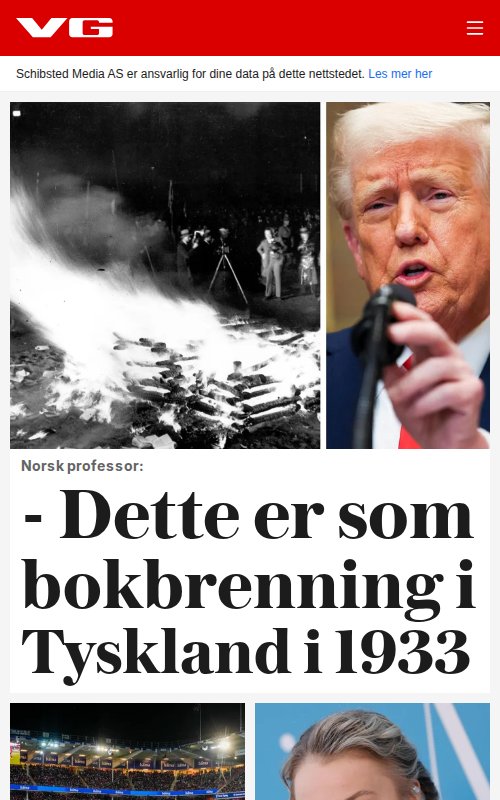 VG
Schibsted Media AS er ansvarlig for dine data på dette nettstedet. Les mer her
Norsk professor:
- Dette er som
bokbrenning i
Tyskland i 1933